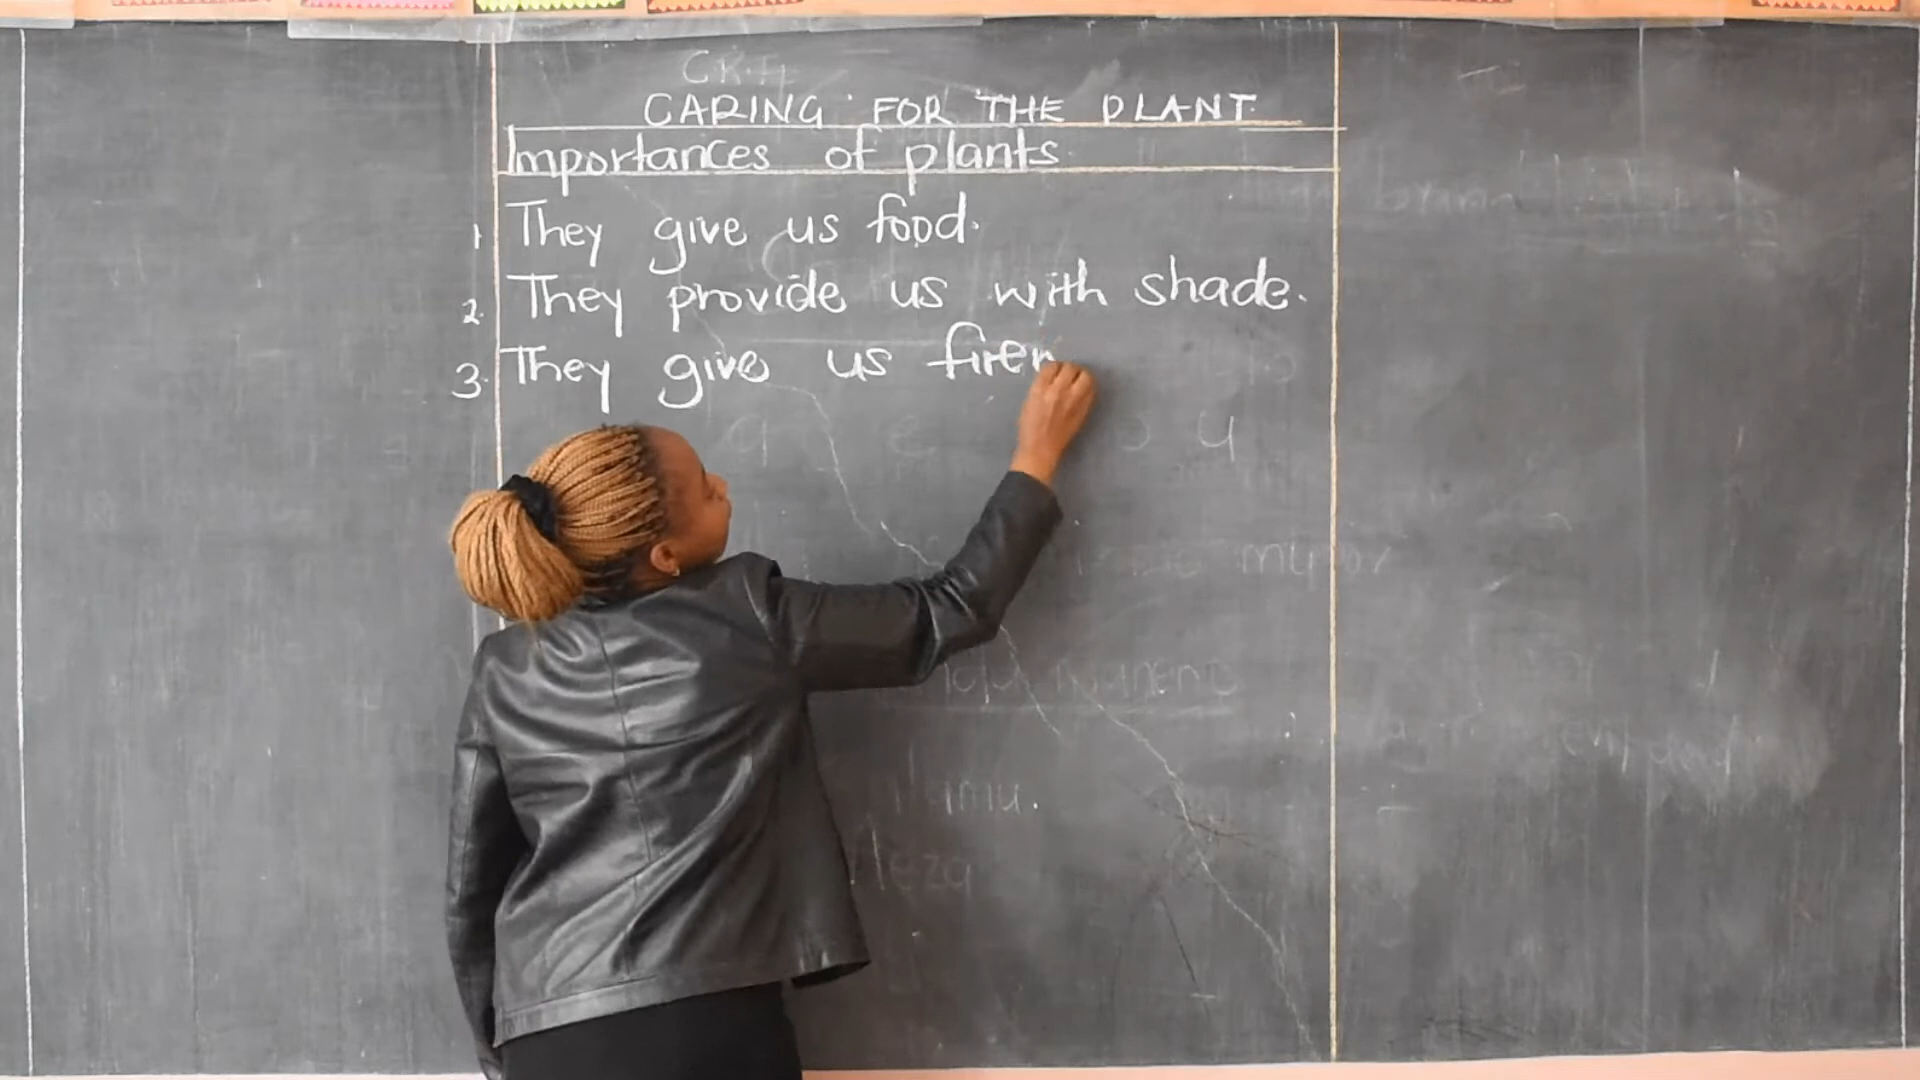 CARING FOR THE PLANT
Importances of plants
1 They give us food.
2. They provide us with shade.
3. They give us firew